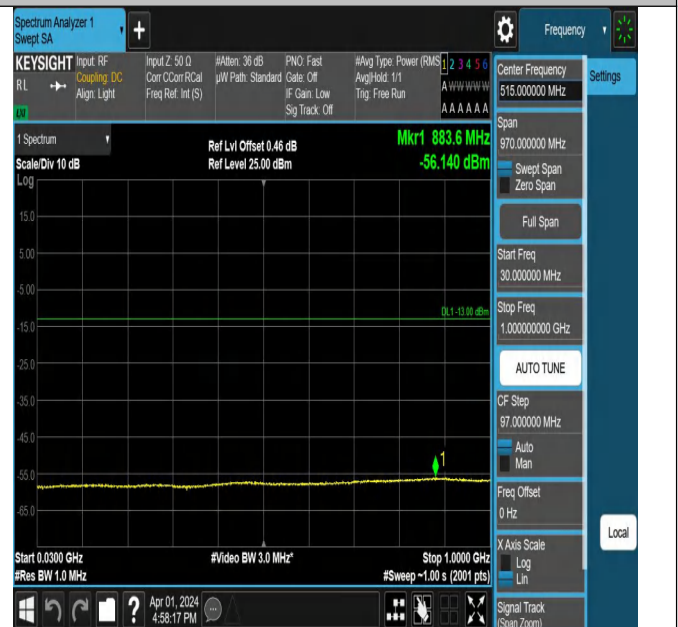 Spectrum Analyzer 1
Swept SA
+
Frequency
KEYSIGHT
RL
LXI
Input: RF
Coupling: DC
Align: Light
Input Z: 50 Ω
Corr CCorr RCal
Freq Ref: Int (S)
#Atten: 36 dB
µW Path: Standard
PNO: Fast
Gate: Off
IF Gain: Low
Sig Track: Off
#Avg Type: Power (RMS
Avg|Hold: 1/1
Trig: Free Run
1 2 3 4 5 6
A W W W W W
A A A A A A
1 Spectrum
Scale/Div 10 dB
Ref Lvl Offset 0.46 dB
Ref Level 25.00 dBm
Mkr1 883.6 MHz
-56.140 dBm
Log
15.0
5.00
-5.00
-15.0
-25.0
-35.0
-45.0
-55.0
-65.0
DL1 -13.00 dBm
1
Start 0.0300 GHz
#Res BW 1.0 MHz
#Video BW 3.0 MHz*
Stop 1.0000 GHz
#Sweep ~1.00 s (2001 pts)
Center Frequency
515.000000 MHz
Settings
Span
970.000000 MHz
Swept Span
Zero Span
Full Span
Start Freq
30.000000 MHz
Stop Freq
1.000000000 GHz
AUTO TUNE
CF Step
97.000000 MHz
Auto
Man
Freq Offset
0 Hz
X Axis Scale
Log
Lin
Local
Signal Track
(Span Zoom)
?
Apr 01, 2024
4:56:17 PM